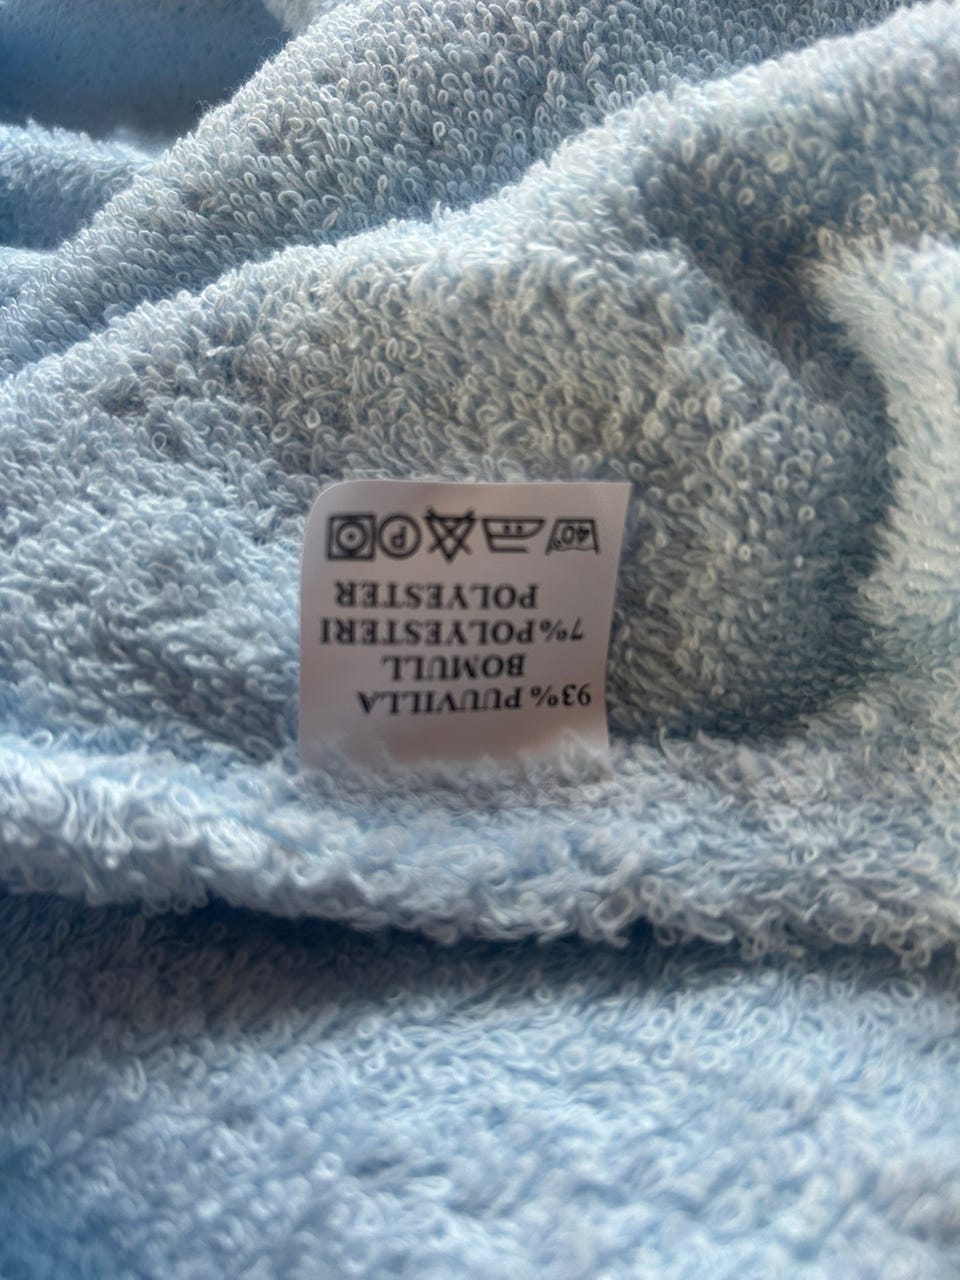 93% PUUVILLA
BOMULL
7% POLYESTERI
POLYESTER
40°
P